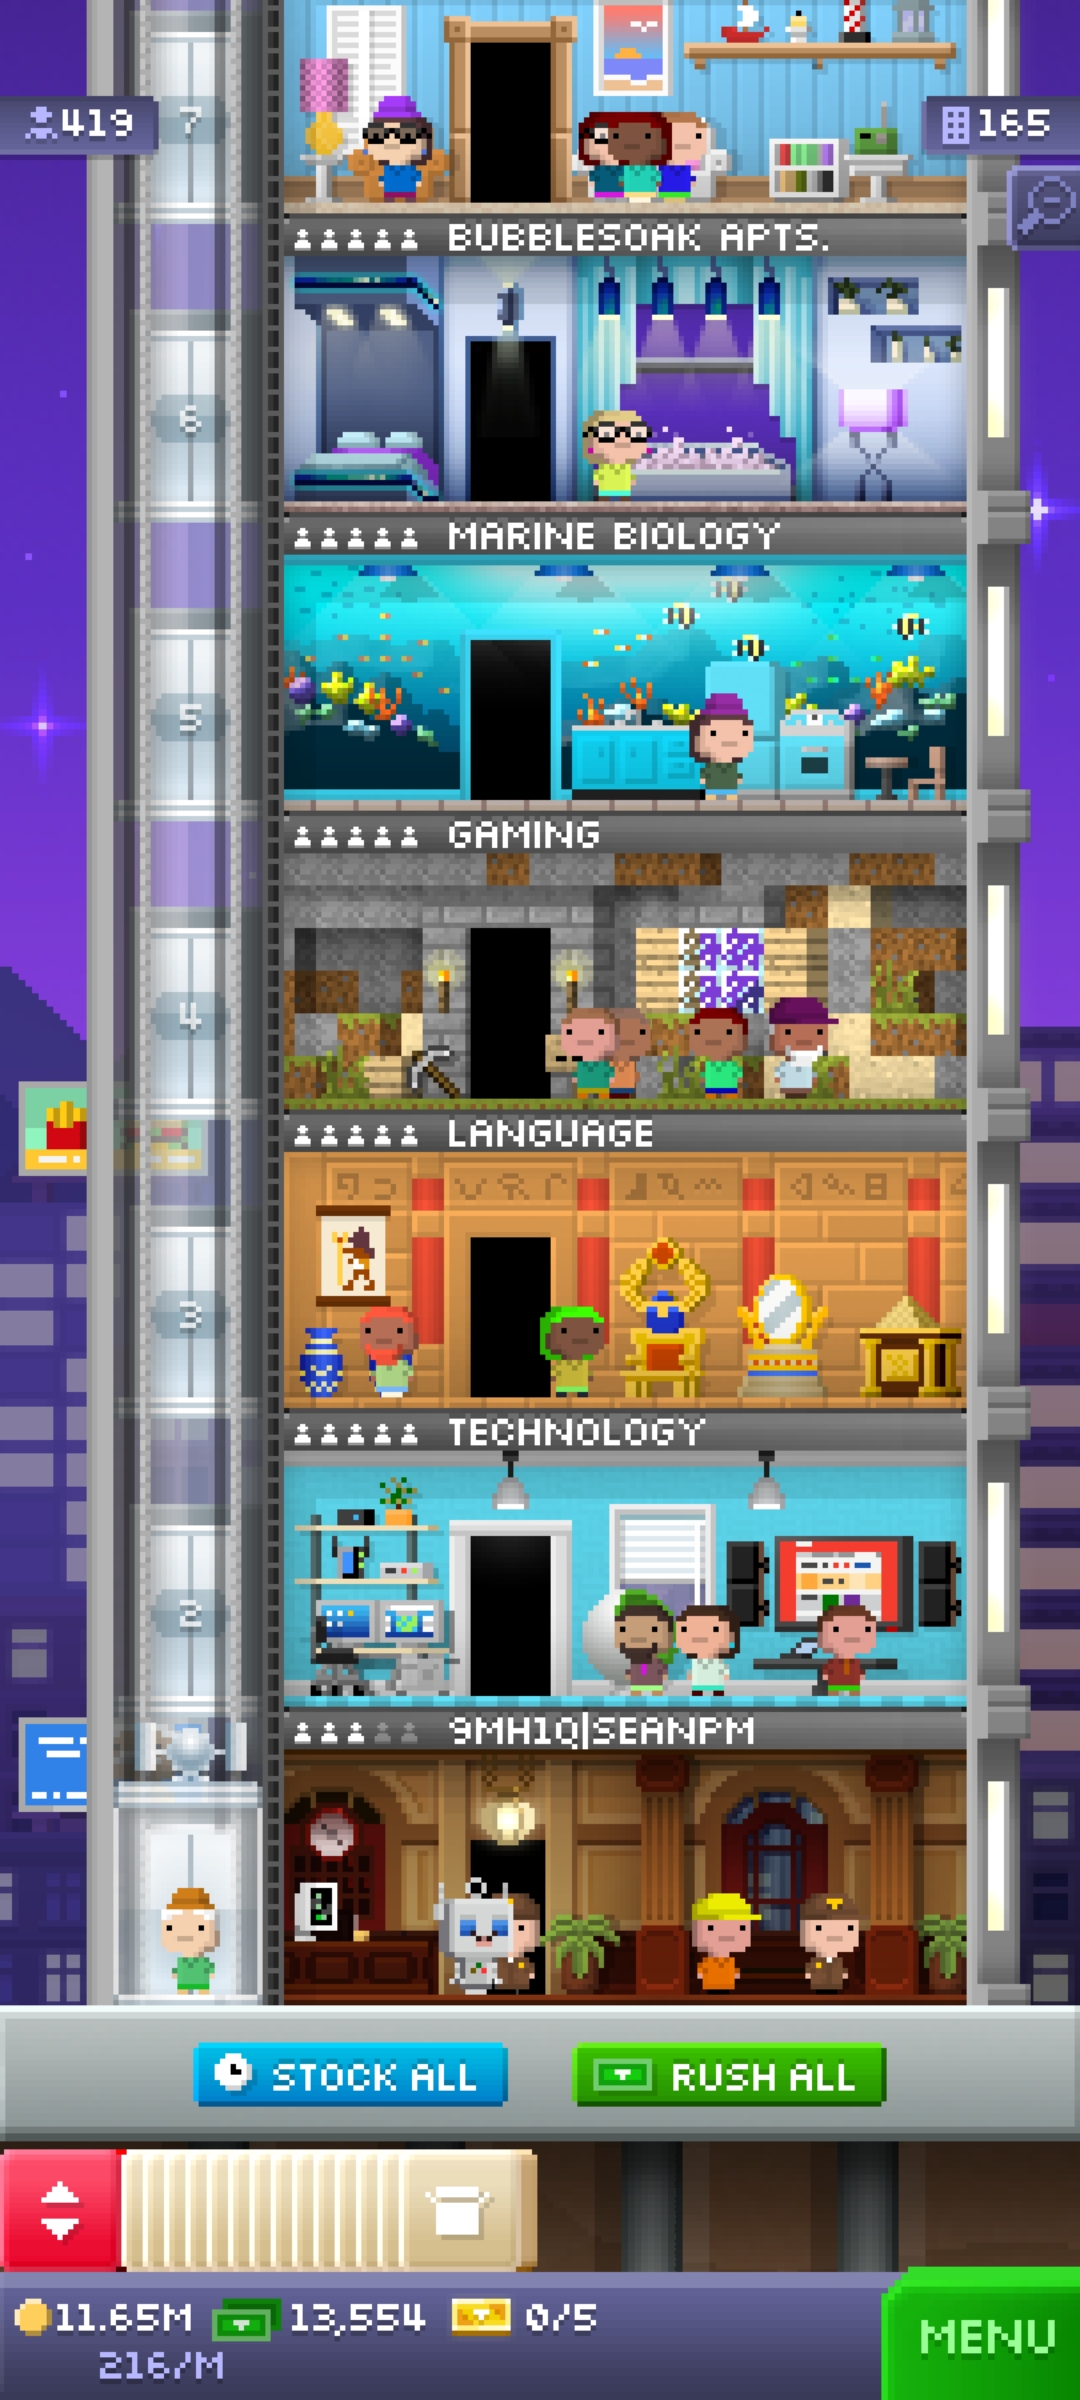 7
419
165
BUBBLESOAK APTS.
6
MARINE BIOLOGY
5
GAMING
4
LANGUAGE
3
TECHNOLOGY
2
9MH1Q|SEANPM
STOCK ALL
RUSH ALL
11.65M
13,554
0/5
216/M
MENU